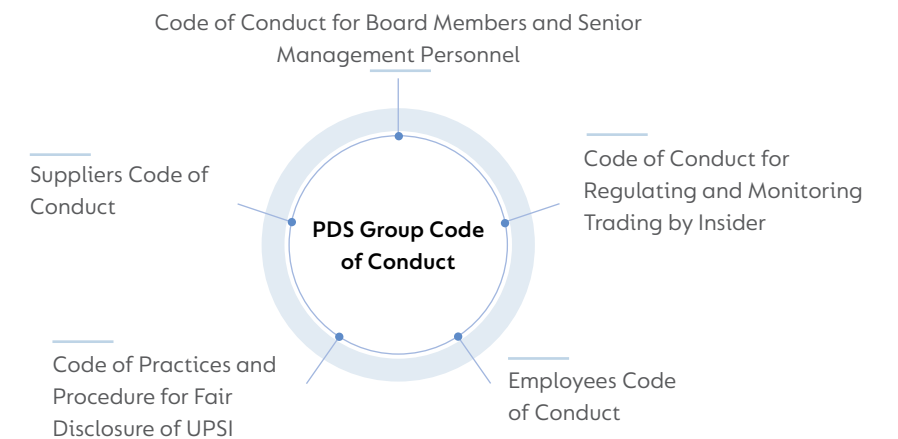 Code of Conduct for Board Members and Senior
Management Personnel
Suppliers Code of
Conduct
Code of Conduct for
Regulating and Monitoring
Trading by Insider
PDS Group Code
of Conduct
Code of Practices and
Procedure for Fair
Disclosure of UPSI
Employees Code
of Conduct